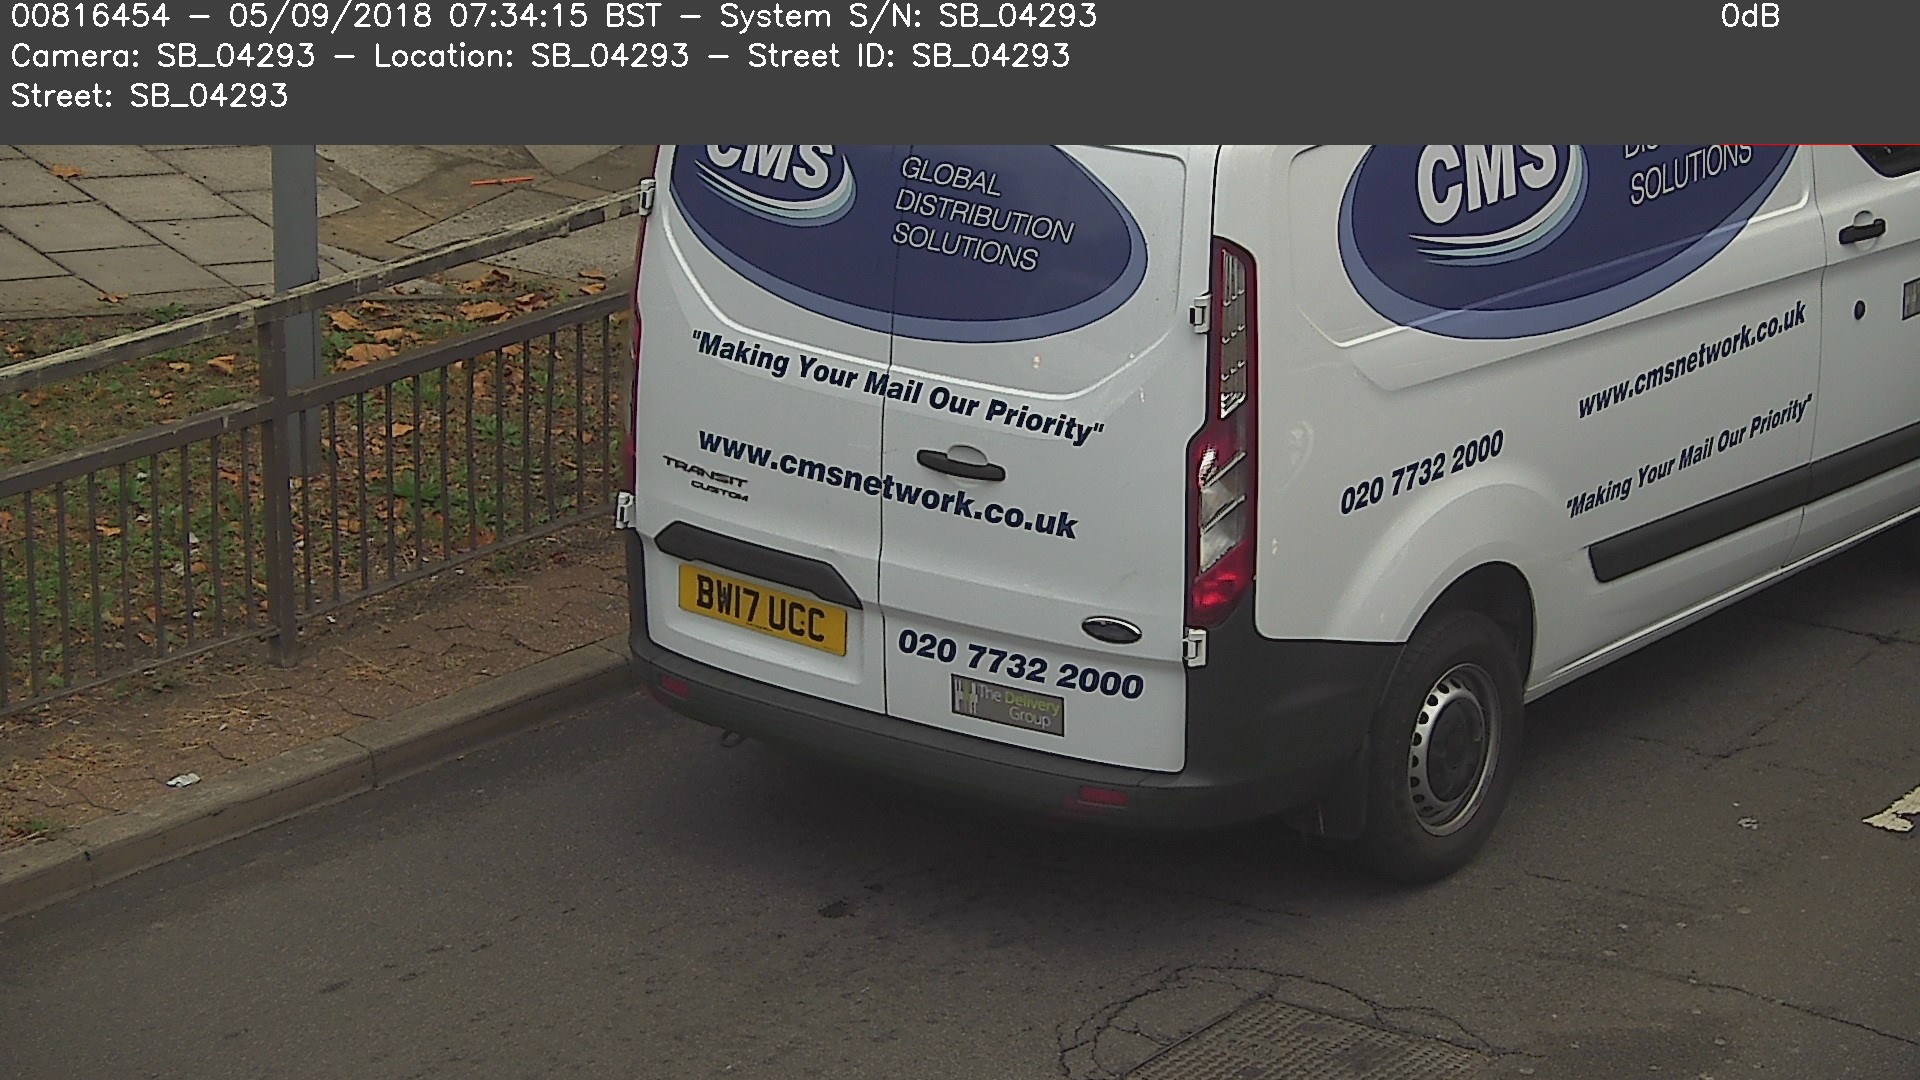 00816454 - 05/09/2018 07:34:15 BST - System S/N: SB_04293
0dB
Camera: SB_04293 - Location: SB_04293 - Street ID: SB_04293
Street: SB_04293
CMS
GLOBAL
DISTRIBUTION
SOLUTIONS
"Making Your Mail Our Priority"
www.cmsnetwork.co.uk
TRANSIT
CUSTOM
BW17 UCC
020 7732 2000
The Delivery
Group
CMS
SOLUTIONS
www.cmsnetwork.co.uk
020 7732 2000
"Making Your Mail Our Priority"